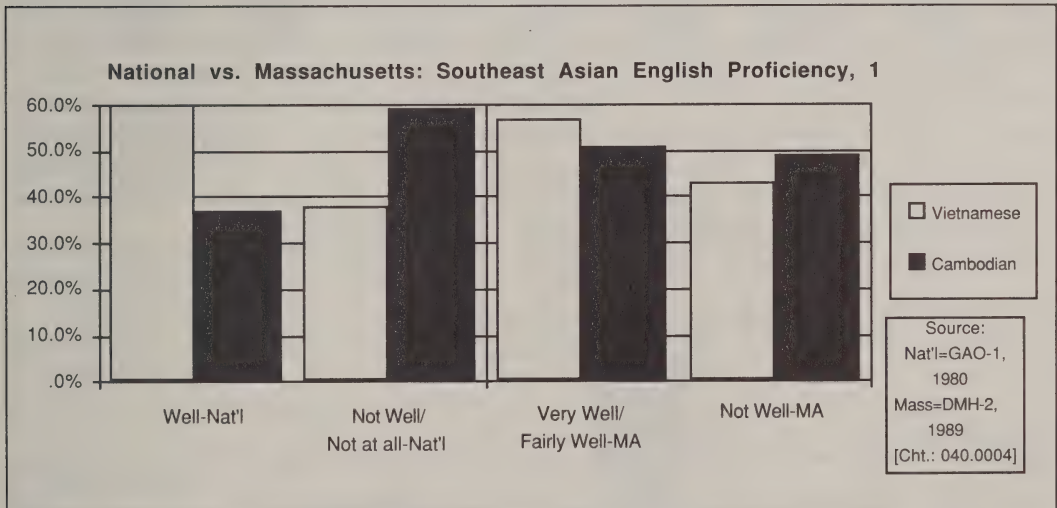 National vs. Massachusetts: Southeast Asian English Proficiency, 1
60.0%
50.0%
40.0%
30.0%
20.0%
10.0%
.0%
Well-Nat'l
Not Well/
Not at all-Nat'l
Very Well/
Fairly Well-MA
Not Well-MA
Vietnamese
Cambodian
Source:
Nat'l=GAO-1,
1980
Mass=DMH-2,
1989
[Cht.: 040.0004]